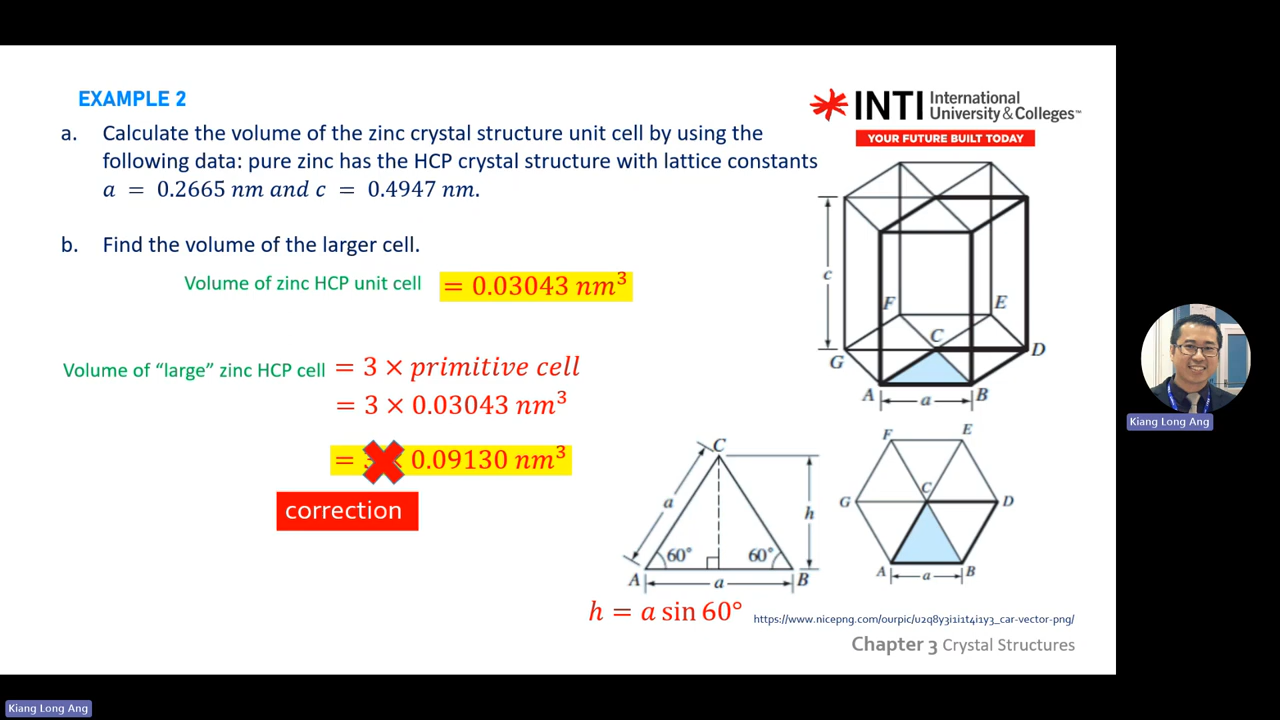 EXAMPLE 2
INTI International University & Colleges™
YOUR FUTURE BUILT TODAY
a. Calculate the volume of the zinc crystal structure unit cell by using the
following data: pure zinc has the HCP crystal structure with lattice constants
a = 0.2665 nm and c = 0.4947 nm.
b. Find the volume of the larger cell.
Volume of zinc HCP unit cell = 0.03043 nm³
Volume of “large” zinc HCP cell = 3 × primitive cell
= 3 × 0.03043 nm³
= 0.09130 nm³
correction
c
F
E
C
G
D
A
a
B
C
a
h
60°
60°
A
a
B
h = a sin 60°
F
E
C
G
D
A
a
B
https://www.nicepng.com/ourpic/u2q8y3i1i1t4i1y3_car-vector-png/
Chapter 3 Crystal Structures
Kiang Long Ang
Kiang Long Ang